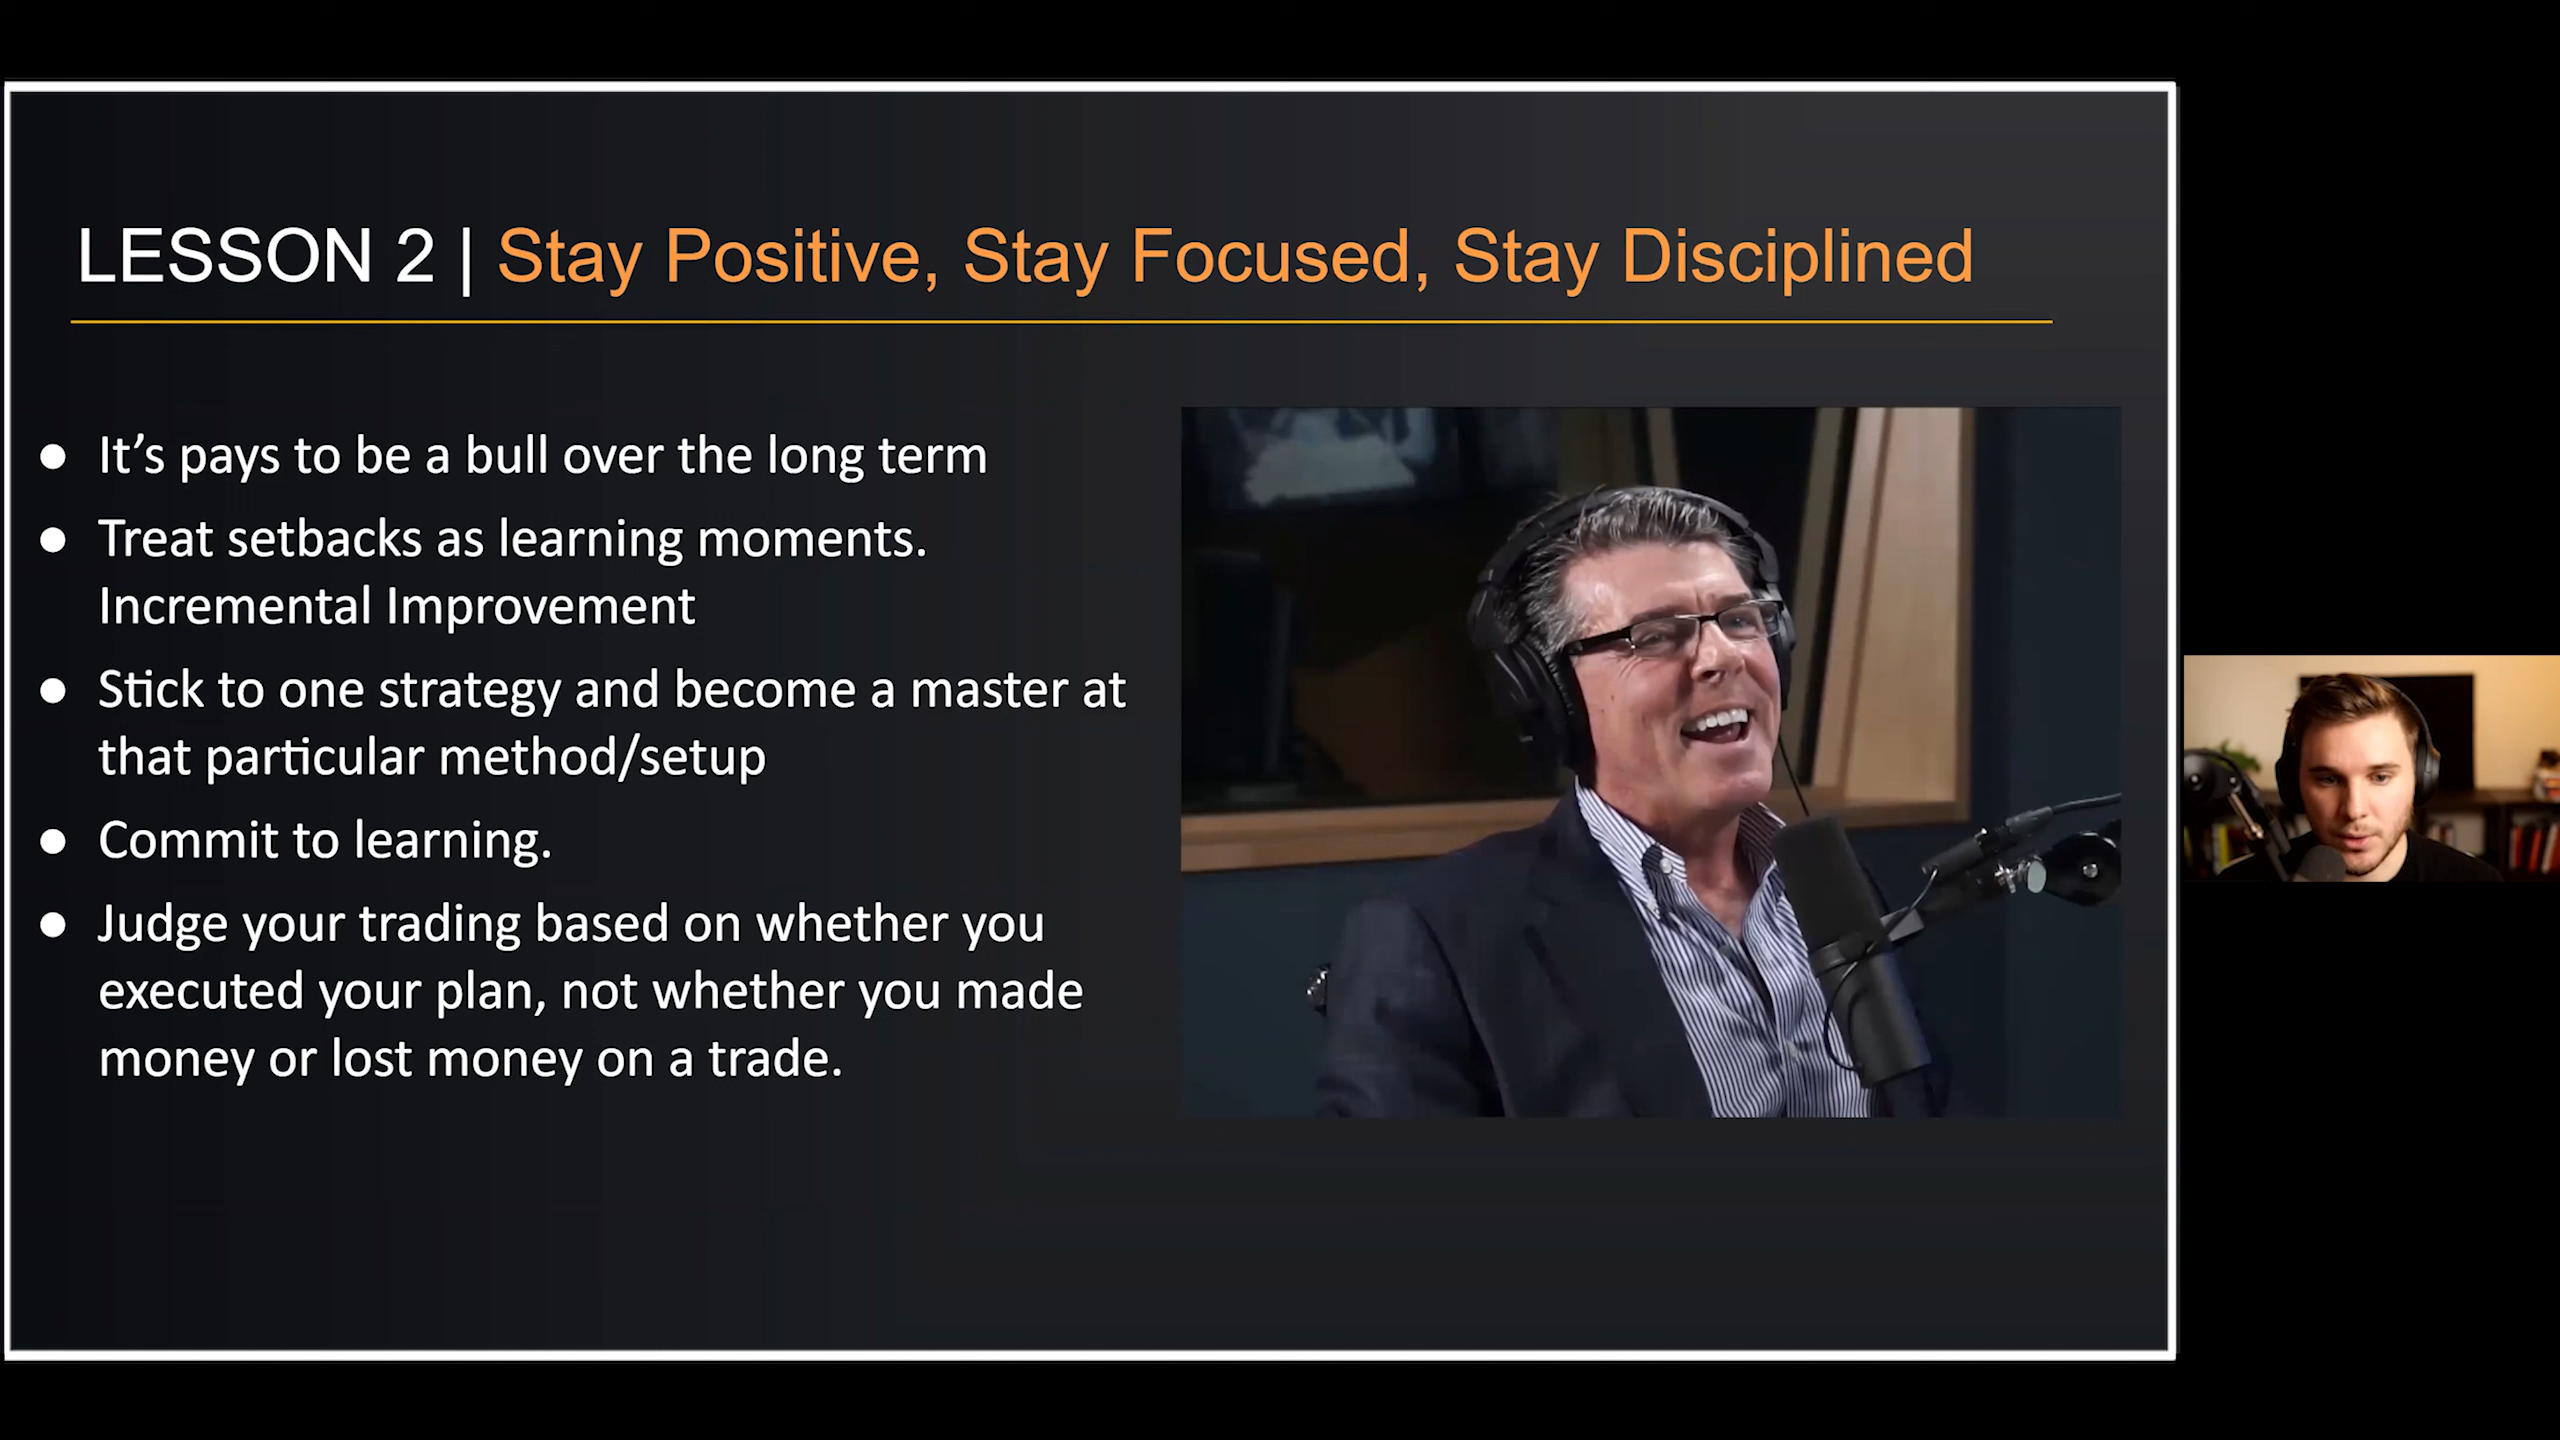 LESSON 2 | Stay Positive, Stay Focused, Stay Disciplined
● It’s pays to be a bull over the long term
● Treat setbacks as learning moments.
Incremental Improvement
● Stick to one strategy and become a master at
that particular method/setup
● Commit to learning.
● Judge your trading based on whether you
executed your plan, not whether you made
money or lost money on a trade.